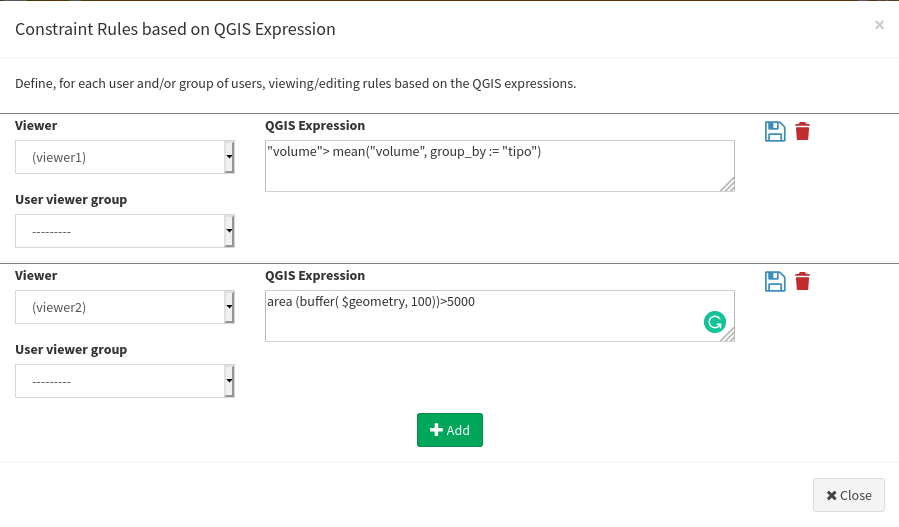 Constraint Rules based on QGIS Expression
×
Define, for each user and/or group of users, viewing/editing rules based on the QGIS expressions.
Viewer
QGIS Expression
(viewer1)
"volume"> mean("volume", group_by := "tipo")
User viewer group
---------
Viewer
QGIS Expression
(viewer2)
area (buffer( $geometry, 100))>5000
User viewer group
---------
Add
Close